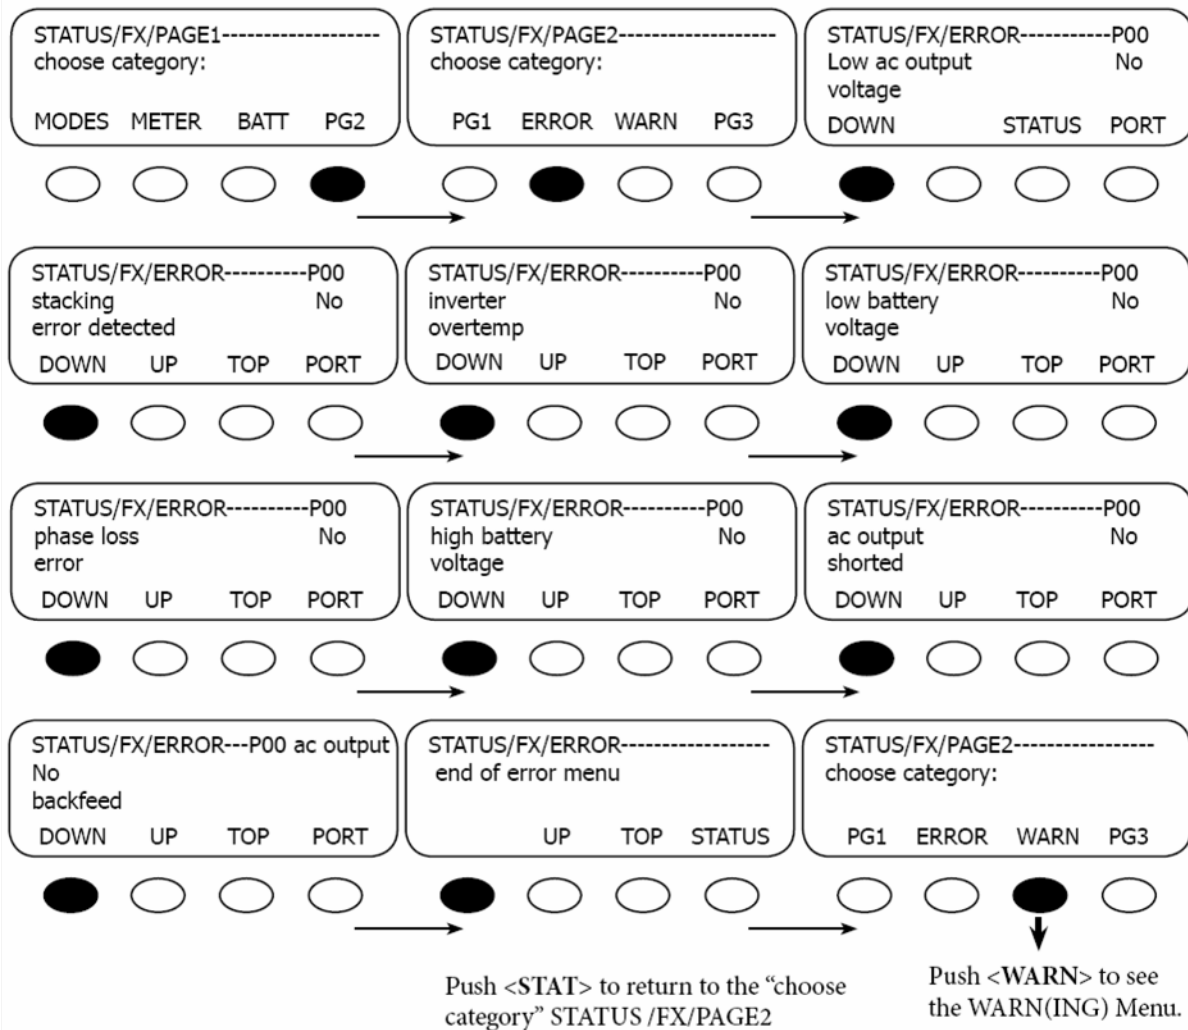 STATUS/FX/PAGE1-------------------
choose category:
MODES METER BATT PG2
STATUS/FX/PAGE2-------------------
choose category:
PG1 ERROR WARN PG3
STATUS/FX/ERROR-----------P00
Low ac output No
voltage
DOWN STATUS PORT
STATUS/FX/ERROR----------P00
stacking No
error detected
DOWN UP TOP PORT
STATUS/FX/ERROR----------P00
inverter No
overtemp
DOWN UP TOP PORT
STATUS/FX/ERROR----------P00
low battery No
voltage
DOWN UP TOP PORT
STATUS/FX/ERROR----------P00
phase loss No
error
DOWN UP TOP PORT
STATUS/FX/ERROR----------P00
high battery No
voltage
DOWN UP TOP PORT
STATUS/FX/ERROR----------P00
ac output No
shorted
DOWN UP TOP PORT
STATUS/FX/ERROR---P00 ac output
No
backfeed
DOWN UP TOP PORT
STATUS/FX/ERROR------------------
end of error menu
UP TOP STATUS
STATUS/FX/PAGE2-----------------
choose category:
PG1 ERROR WARN PG3
Push <STAT> to return to the “choose
category” STATUS /FX/PAGE2
Push <WARN> to see
the WARN(ING) Menu.